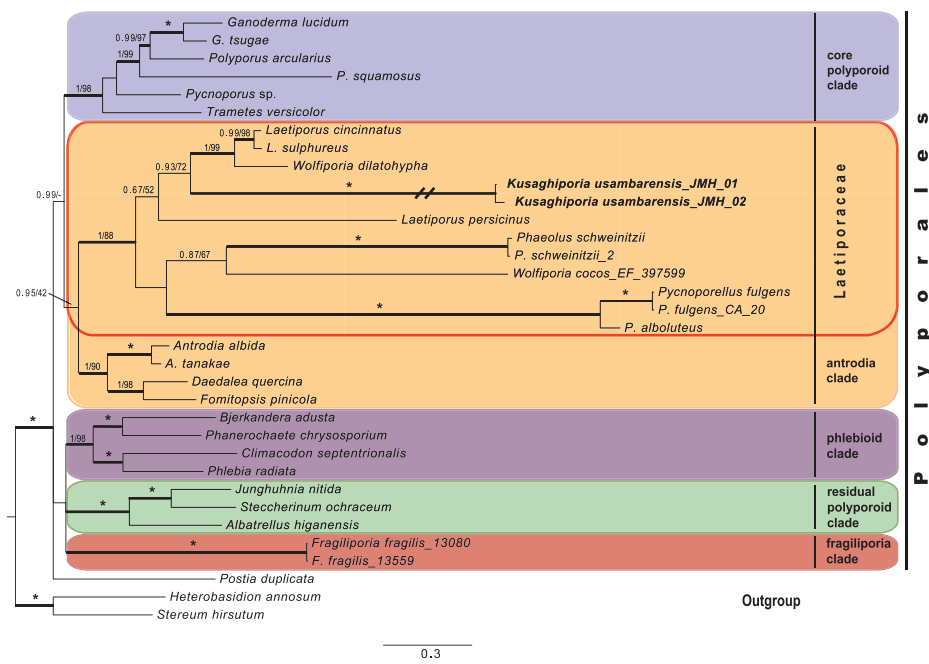 Ganoderma lucidum
*
0.99/97
G. tsugae
1/99
Polyporus arcularius
P. squamosus
1/98
Pycnoporus sp.
Trametes versicolor
core
polyporoid
clade
0.99/98
Laetiporus cincinnatus
L. sulphureus
1/99
Wolfiporia dilatohypha
0.93/72
*
Kusaghiporia usambarensis_JMH_01
Kusaghiporia usambarensis_JMH_02
0.67/52
0.99/-
Laetiporus persicinus
1/88
*
Phaeolus schweinitzii
P. schweinitzii_2
0.87/67
Wolfiporia cocos_EF_397599
0.95/42
*
*
Pycnoporellus fulgens
P. fulgens_CA_20
P. alboluteus
Laetiporaceae
*
Antrodia albida
A. tanakae
1/90
1/98
Daedalea quercina
Fomitopsis pinicola
antrodia
clade
*
*
Bjerkandera adusta
1/98
Phanerochaete chrysosporium
*
Climacodon septentrionalis
Phlebia radiata
phlebioid
clade
*
Junghuhnia nitida
*
Steccherinum ochraceum
Albatrellus higanensis
residual
polyporoid
clade
*
Fragiliporia fragilis_13080
F. fragilis_13559
fragiliporia
clade
Polyporales
Postia duplicata
*
Heterobasidion annosum
Stereum hirsutum
Outgroup
0.3